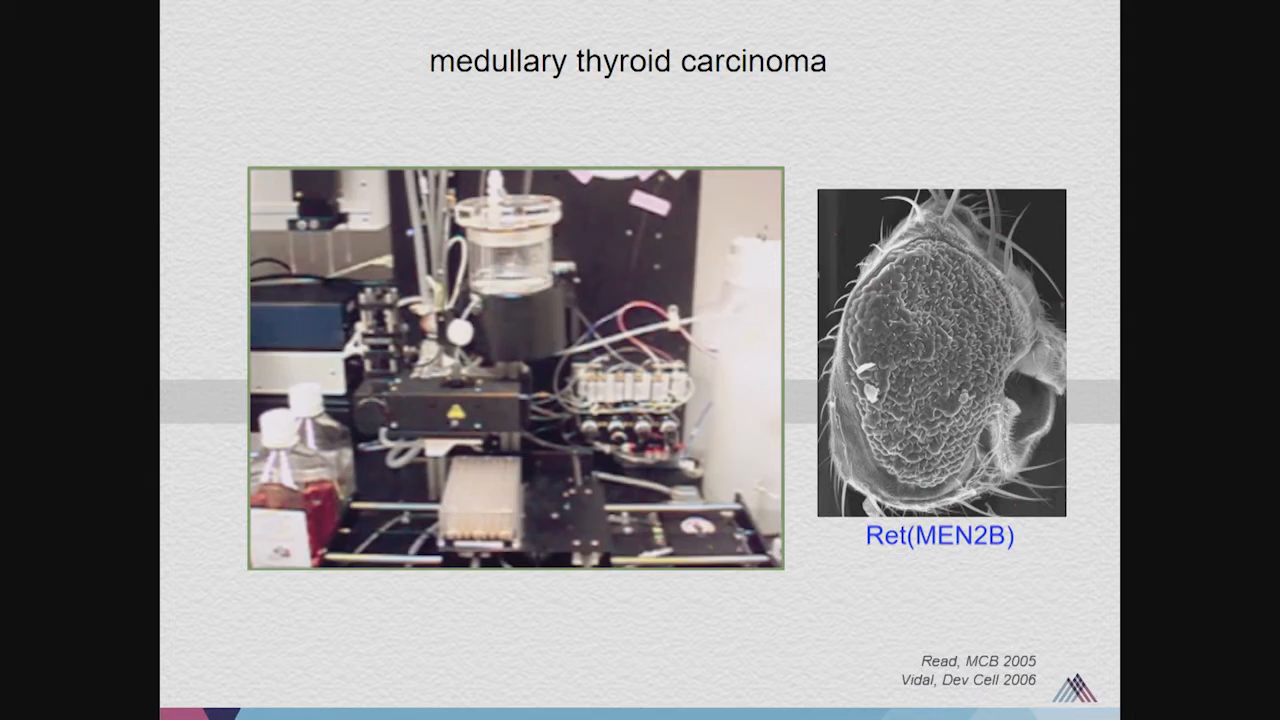 medullary thyroid carcinoma
Ret(MEN2B)
Read, MCB 2005
Vidal, Dev Cell 2006